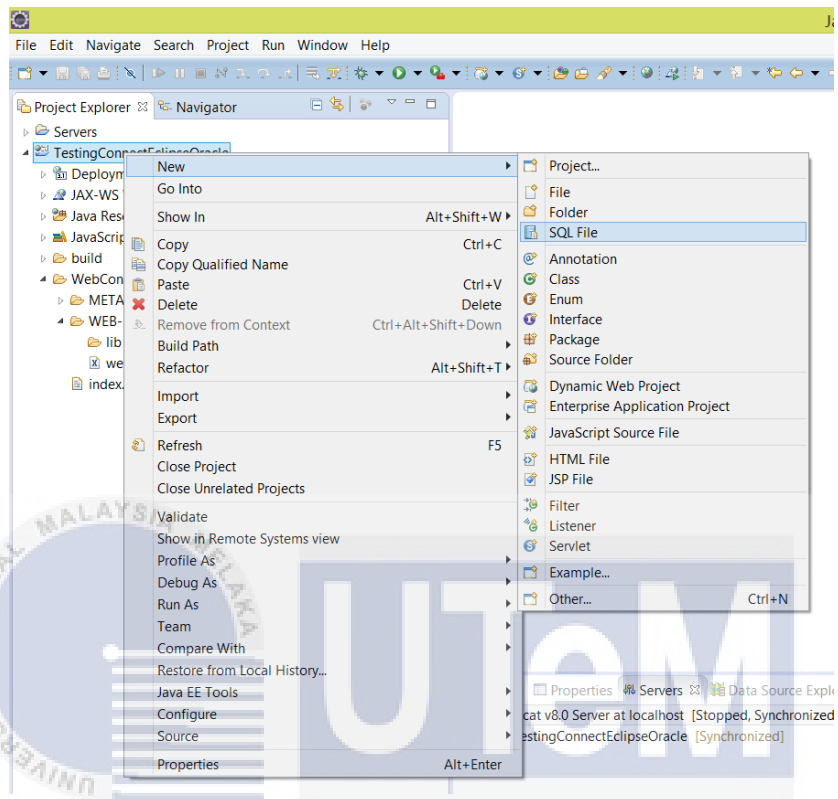 Ja
File Edit Navigate Search Project Run Window Help
Project Explorer Navigator
Servers
TestingConnectEclipseOracle
Deploym
JAX-WS
Java Res
JavaScrip
build
WebCon
META
WEB-
lib
we
index.
New
Go Into
Show In Alt+Shift+W
Copy Ctrl+C
Copy Qualified Name
Paste Ctrl+V
Delete Delete
Remove from Context Ctrl+Alt+Shift+Down
Build Path
Refactor Alt+Shift+T
Import
Export
Refresh F5
Close Project
Close Unrelated Projects
Validate
Show in Remote Systems view
Profile As
Debug As
Run As
Team
Compare With
Restore from Local History...
Java EE Tools
Configure
Source
Properties Alt+Enter
Project...
File
Folder
SQL File
Annotation
Class
Enum
Interface
Package
Source Folder
Dynamic Web Project
Enterprise Application Project
JavaScript Source File
HTML File
JSP File
Filter
Listener
Servlet
Example...
Other... Ctrl+N
Properties Servers Data Source Explo
cat v8.0 Server at localhost [Stopped, Synchronized
estingConnectEclipseOracle [Synchronized]
MALAYSIA MELAKA
UTeM